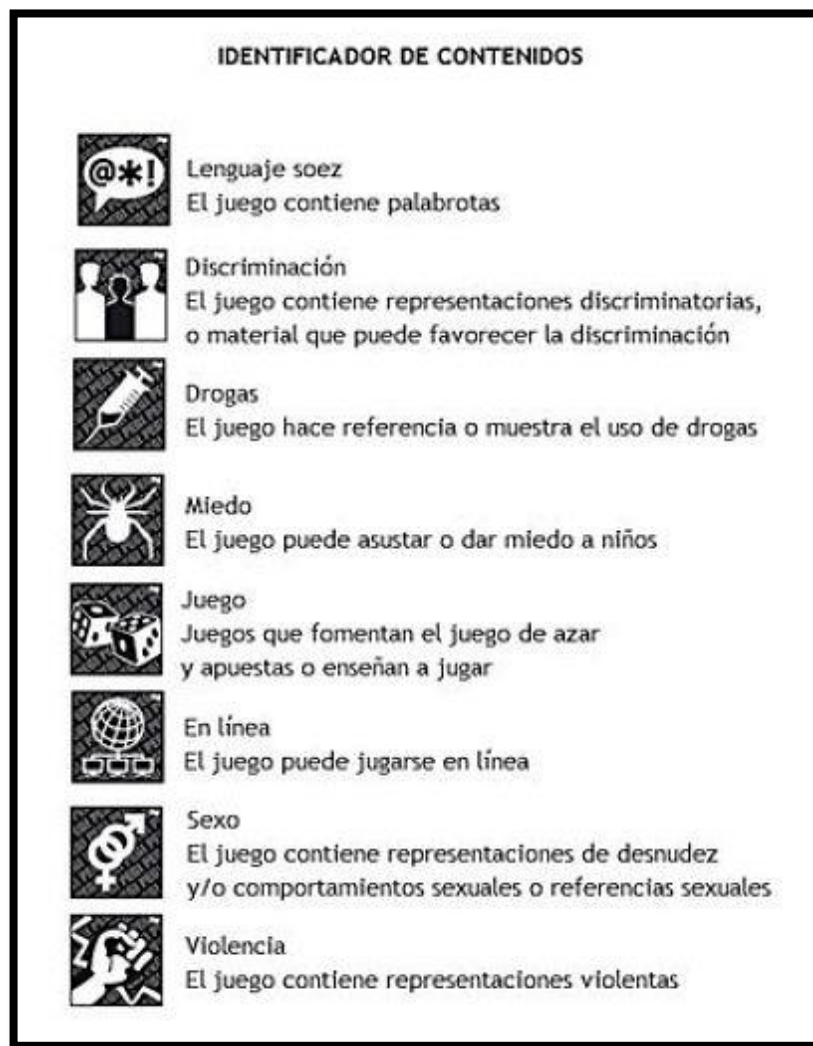 IDENTIFICADOR DE CONTENIDOS
@*!
Lenguaje soez
El juego contiene palabrotas
Discriminación
El juego contiene representaciones discriminatorias,
o material que puede favorecer la discriminación
Drogas
El juego hace referencia o muestra el uso de drogas
Miedo
El juego puede asustar o dar miedo a niños
Juego
Juegos que fomentan el juego de azar
y apuestas o enseñan a jugar
En línea
El juego puede jugarse en línea
Sexo
El juego contiene representaciones de desnudez
y/o comportamientos sexuales o referencias sexuales
Violencia
El juego contiene representaciones violentas